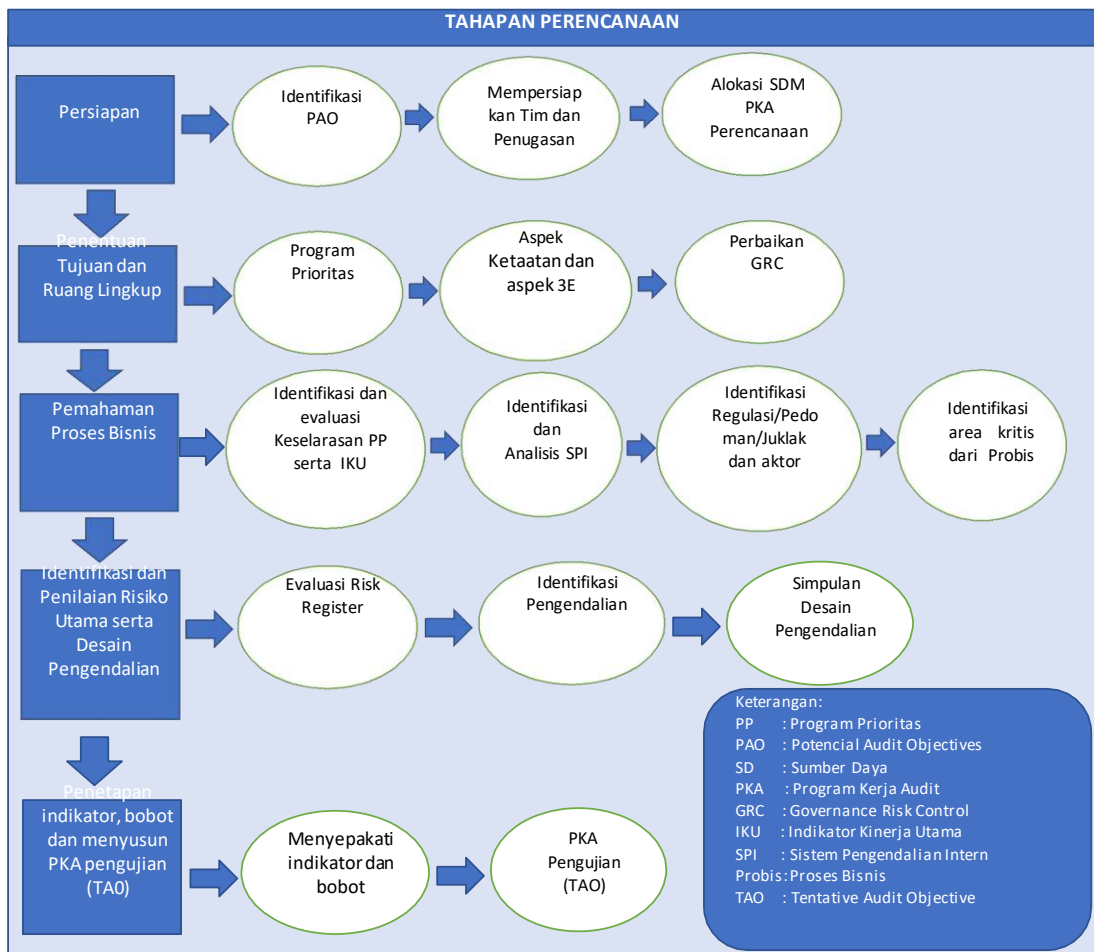 TAHAPAN PERENCANAAN
Persiapan
Identifikasi
PAO
Mempersiap
kan Tim dan
Penugasan
Alokasi SDM
PKA
Perencanaan
Penentuan
Tujuan dan
Ruang Lingkup
Program
Prioritas
Aspek
Ketaatan dan
aspek 3E
Perbaikan
GRC
Pemahaman
Proses Bisnis
Identifikasi dan
evaluasi
Keselarasan PP
serta IKU
Identifikasi
dan
Analisis SPI
Identifikasi
Regulasi/Pedo
man/Juklak
dan aktor
Identifikasi
area kritis
dari Probis
Identifikasi dan
Penilaian Risiko
Utama serta
Desain
Pengendalian
Evaluasi Risk
Register
Identifikasi
Pengendalian
Simpulan
Desain
Pengendalian
Penetapan
indikator, bobot
dan menyusun
PKA pengujian
(TA0)
Menyepakati
indikator dan
bobot
PKA
Pengujian
(TAO)
Keterangan:
PP : Program Prioritas
PAO : Potencial Audit Objectives
SD : Sumber Daya
PKA : Program Kerja Audit
GRC : Governance Risk Control
IKU : Indikator Kinerja Utama
SPI : Sistem Pengendalian Intern
Probis : Proses Bisnis
TAO : Tentative Audit Objective